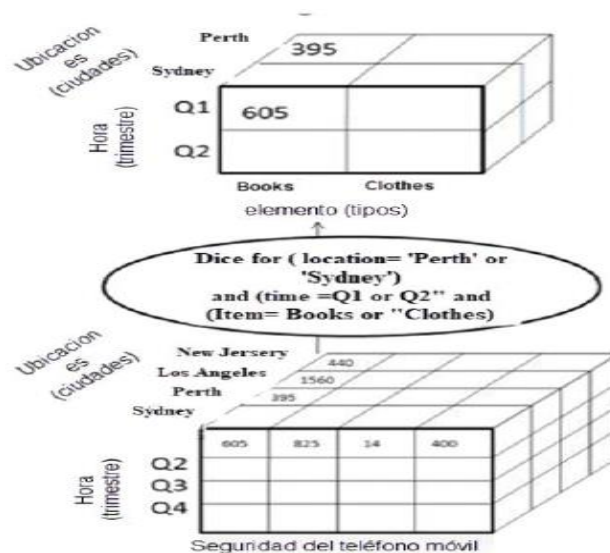 Perth
395
Ubicacion
es
(ciudades)
Sydney
Q1
605
Hora
(trimestre)
Q2
Books Clothes
elemento (tipos)
Dice for ( location= 'Perth' or
'Sydney')
and (time =Q1 or Q2" and
(Item= Books or "Clothes)
Ubicacion
es
(ciudades)
New Jersery
440
Los Angeles
1560
Perth
395
Sydney
605 825 14 400
Q2
Hora
(trimestre)
Q3
Q4
Seguridad del teléfono móvil